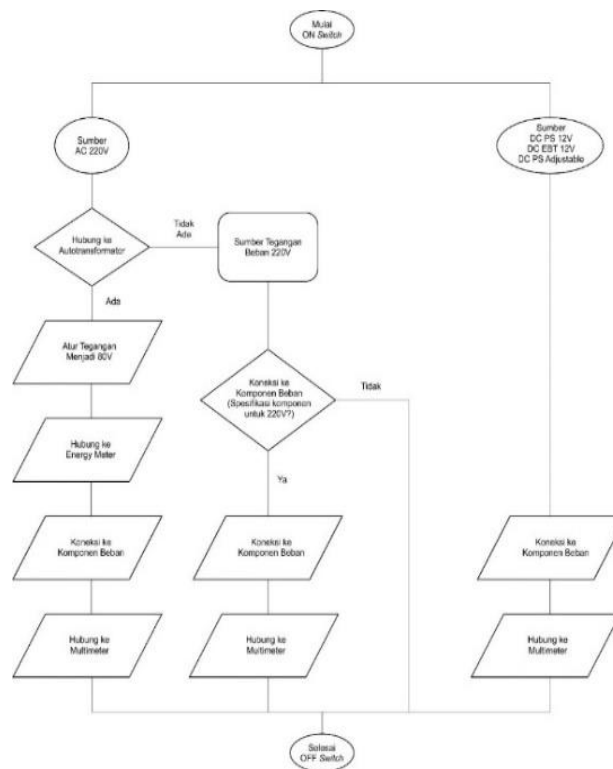 Mulai
ON Switch
Sumber
AC 220V
Sumber
DC PS 12V
DC EBT 12V
DC PS Adjustable
Hubung ke
Autotransformator
Tidak
Ada
Sumber Tegangan
Beban 220V
Ada
Atur Tegangan
Menjadi 80V
Koneksi ke
Komponen Beban
(Spesifikasi komponen
untuk 220V?)
Tidak
Hubung ke
Energy Meter
Ya
Koneksi ke
Komponen Beban
Koneksi ke
Komponen Beban
Koneksi ke
Komponen Beban
Hubung ke
Multimeter
Hubung ke
Multimeter
Hubung ke
Multimeter
Selesai
OFF Switch